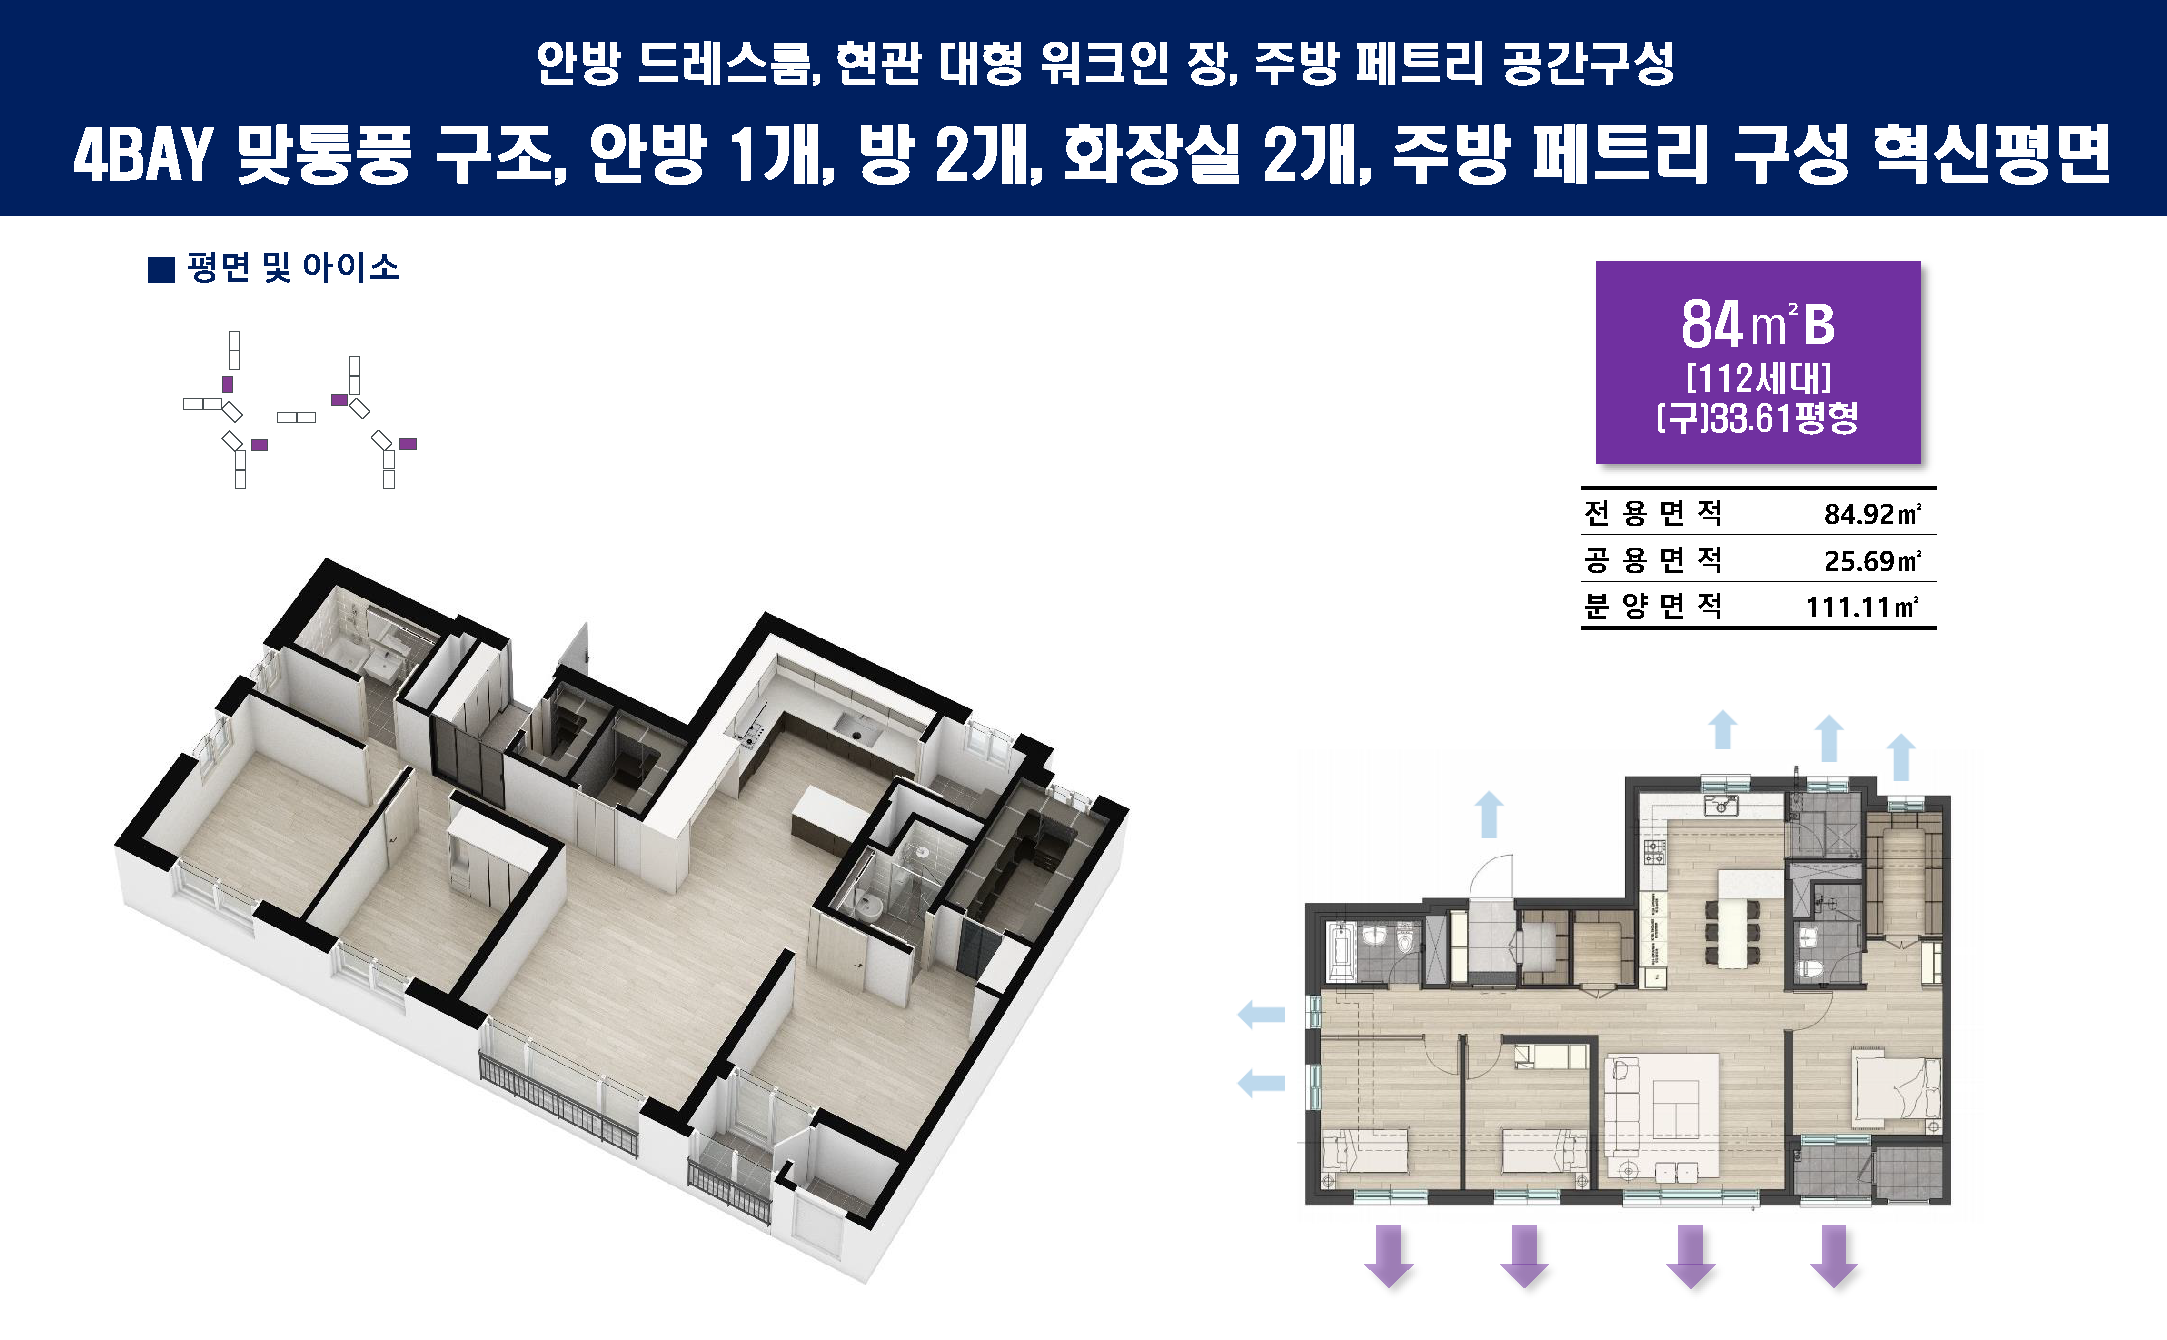 안방 드레스룸, 현관 대형 워크인 장, 주방 페트리 공간구성
4BAY 맞통풍 구조, 안방 1개, 방 2개, 화장실 2개, 주방 페트리 구성 혁신평면
■ 평면 및 아이소
84㎡B
[112세대]
(구)33.61평형
전용면적 84.92㎡
공용면적 25.69㎡
분양면적 111.11㎡